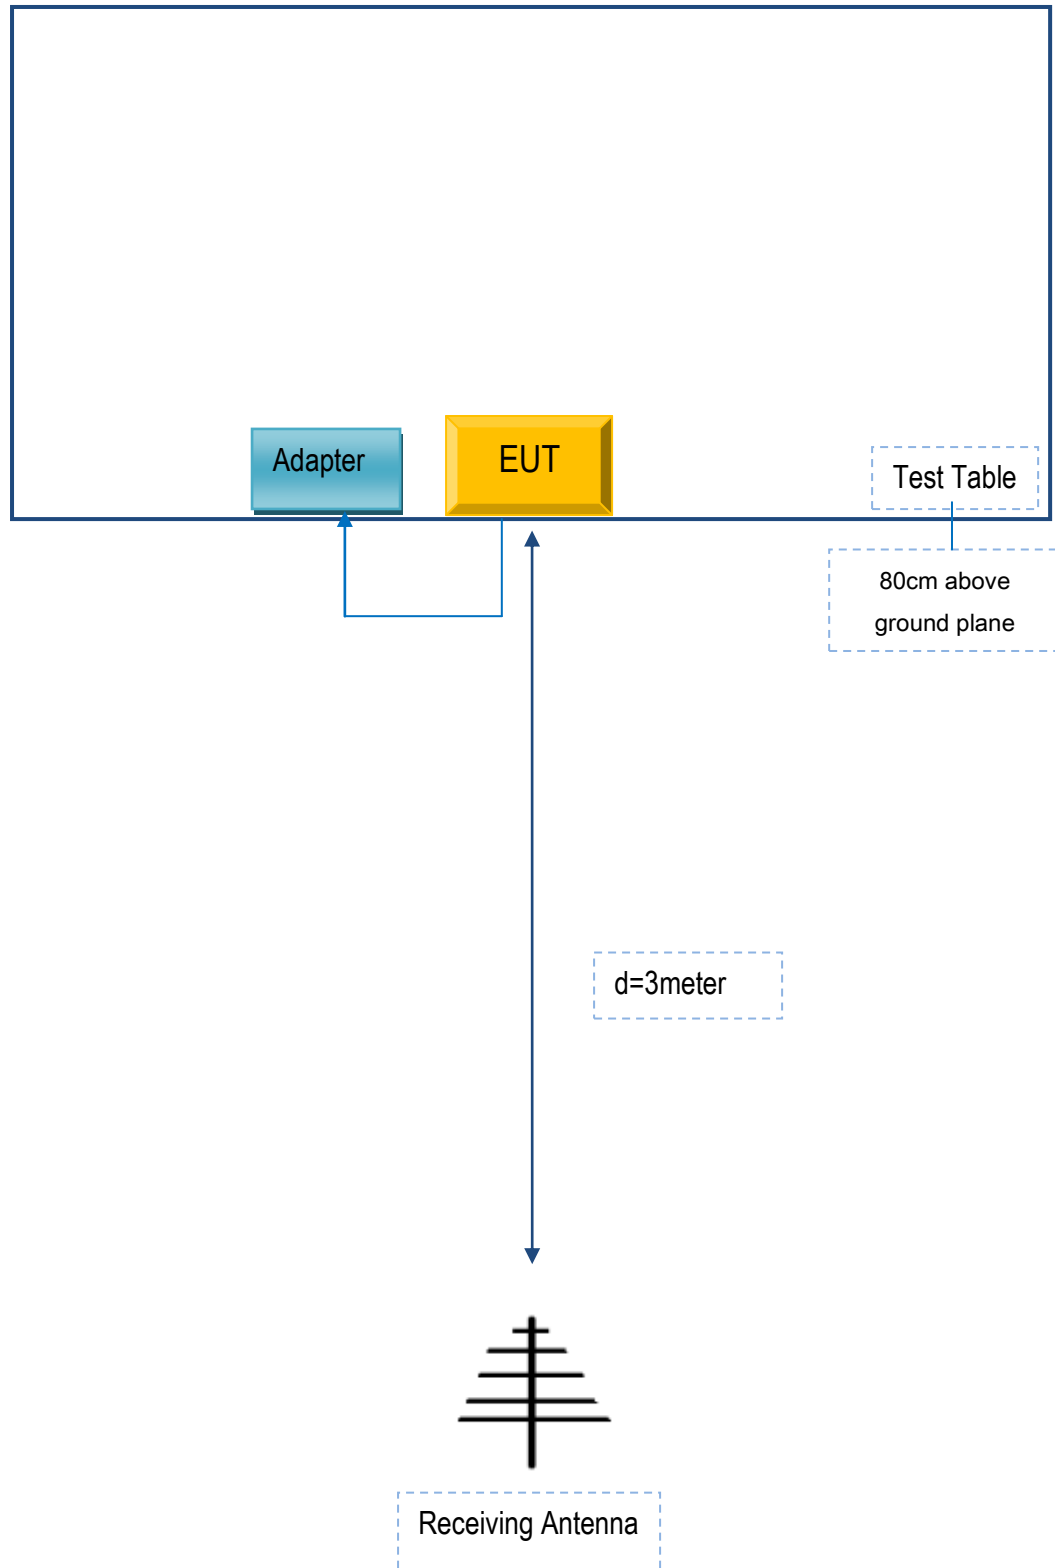 Adapter
EUT
Test Table
80cm above
ground plane
d=3meter
Receiving Antenna